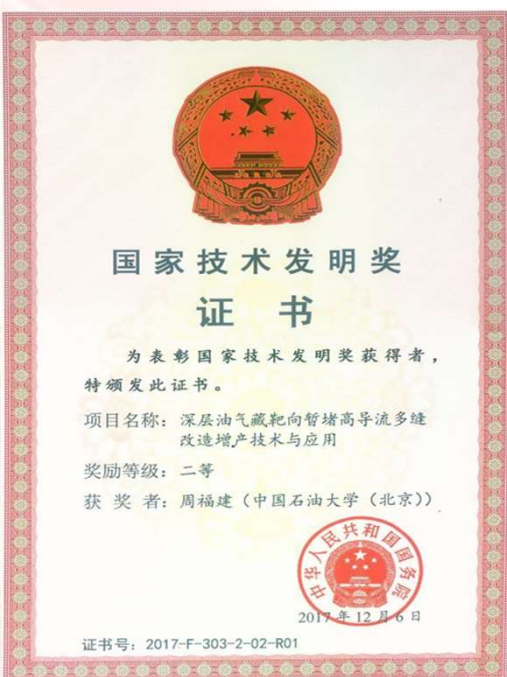 国家技术发明奖
证书
为表彰国家技术发明奖获得者，
特颁发此证书。
项目名称：深层油气藏靶向暂堵高导流多缝
改造增产技术与应用
奖励等级：二等
获奖者：周福建（中国石油大学（北京））
中华人民共和国国务院
2017年12月6日
证书号：2017-F-303-2-02-R01